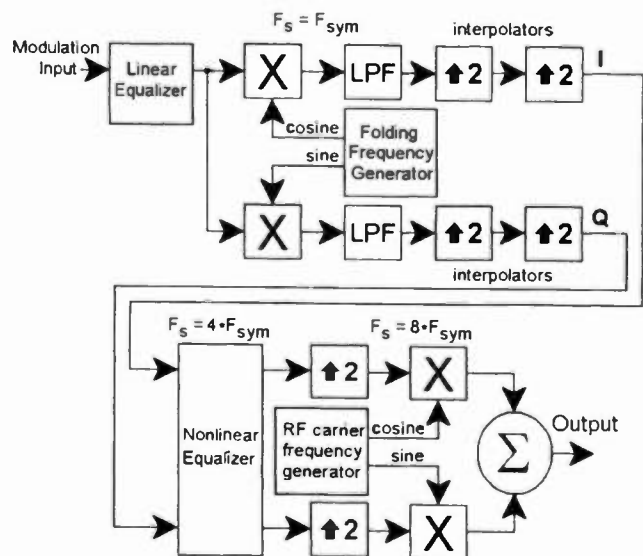 Fs = Fsym
interpolators
Modulation
Input
Linear
Equalizer
X
LPF
2
2
I
cosine
sine
Folding
Frequency
Generator
X
LPF
2
2
Q
interpolators
Fs = 4•Fsym
Fs = 8•Fsym
Nonlinear
Equalizer
2
X
RF carner
frequency
generator
cosine
sine
Σ
Output
2
X